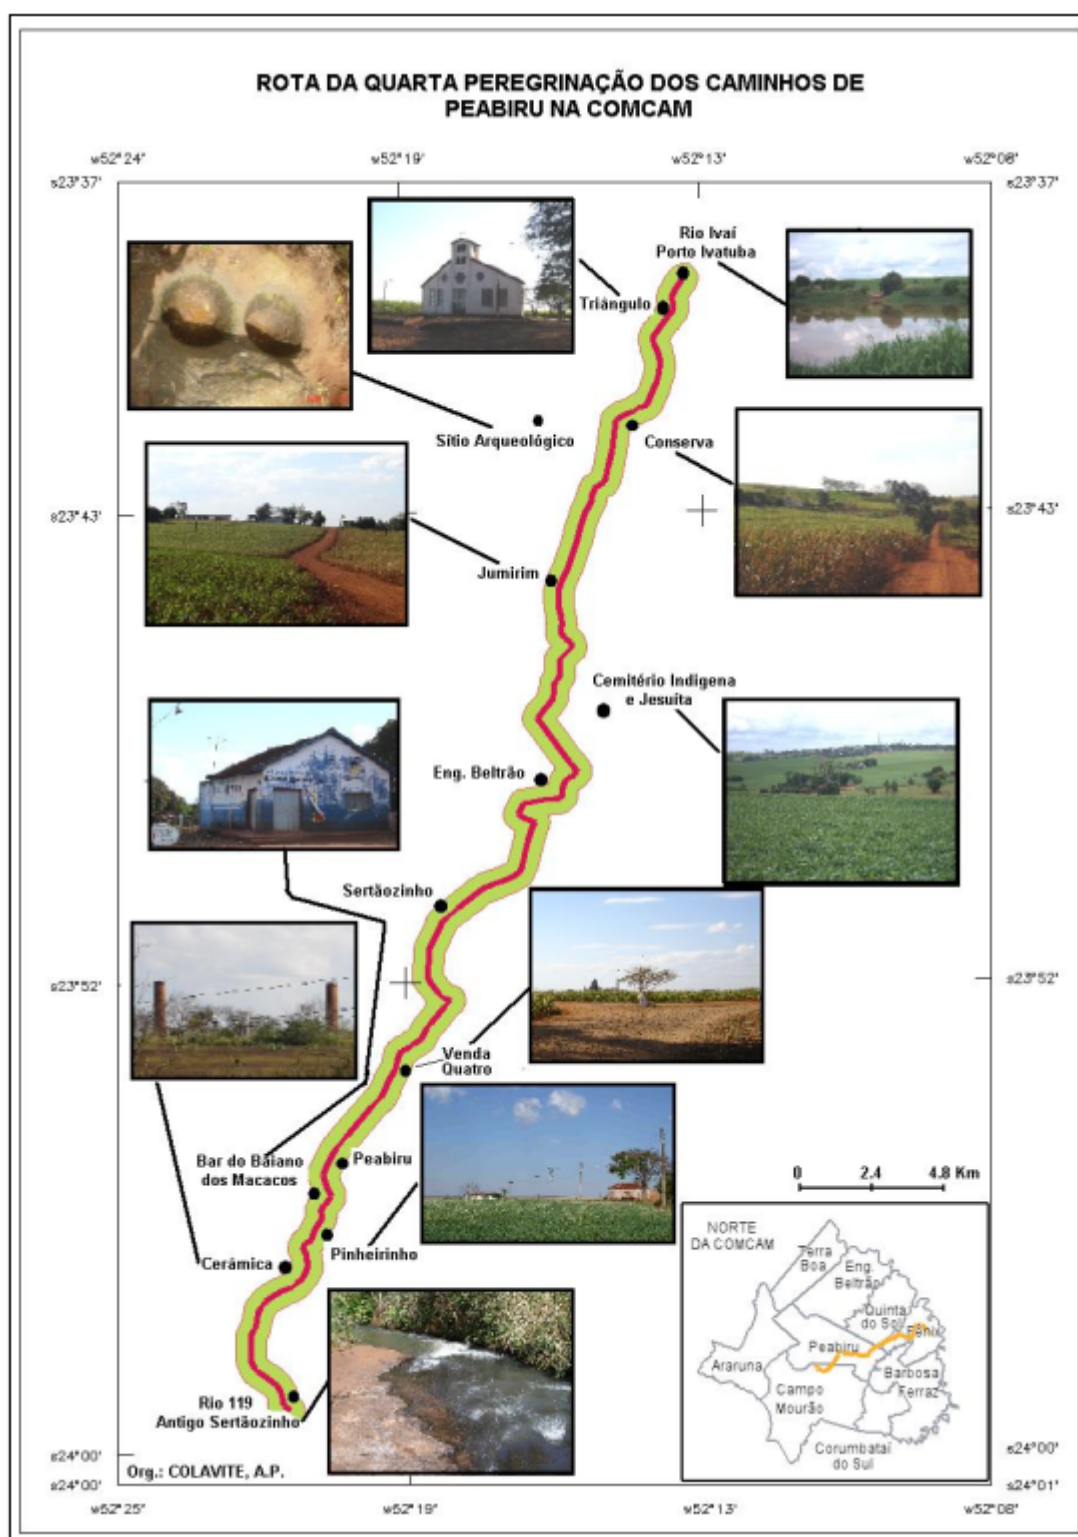 ROTA DA QUARTA PEREGRINAÇÃO DOS CAMINHOS DE
PEABIRU NA COMCAM
w52°24' w52°19' w52°13' w52°08'
s23°37' s23°37'
Rio Ivaí
Porto Ivatuba
Triângulo
Sítio Arqueológico
Conserva
s23°43' s23°43'
Jumirim
Cemitério Indigena
e Jesuíta
Eng. Beltrão
Sertãozinho
s23°52' s23°52'
Venda
Quatro
Bar do Baiano
dos Macacos
Peabiru
Pinheirinho
Cerâmica
0 2.4 4.8 Km
NORTE
DA COMCAM
Terra
Boa
Eng.
Beltrão
Quinta
do Sol
Fênix
Peabiru
Araruna
Barbosa
Ferraz
Campo
Mourão
Corumbataí
do Sul
Rio 119
Antigo Sertãozinho
s24°00' s24°00'
Org.: COLAVITE, A.P.
s24°00' s24°01'
w52°25' w52°19' w52°13' w52°08'